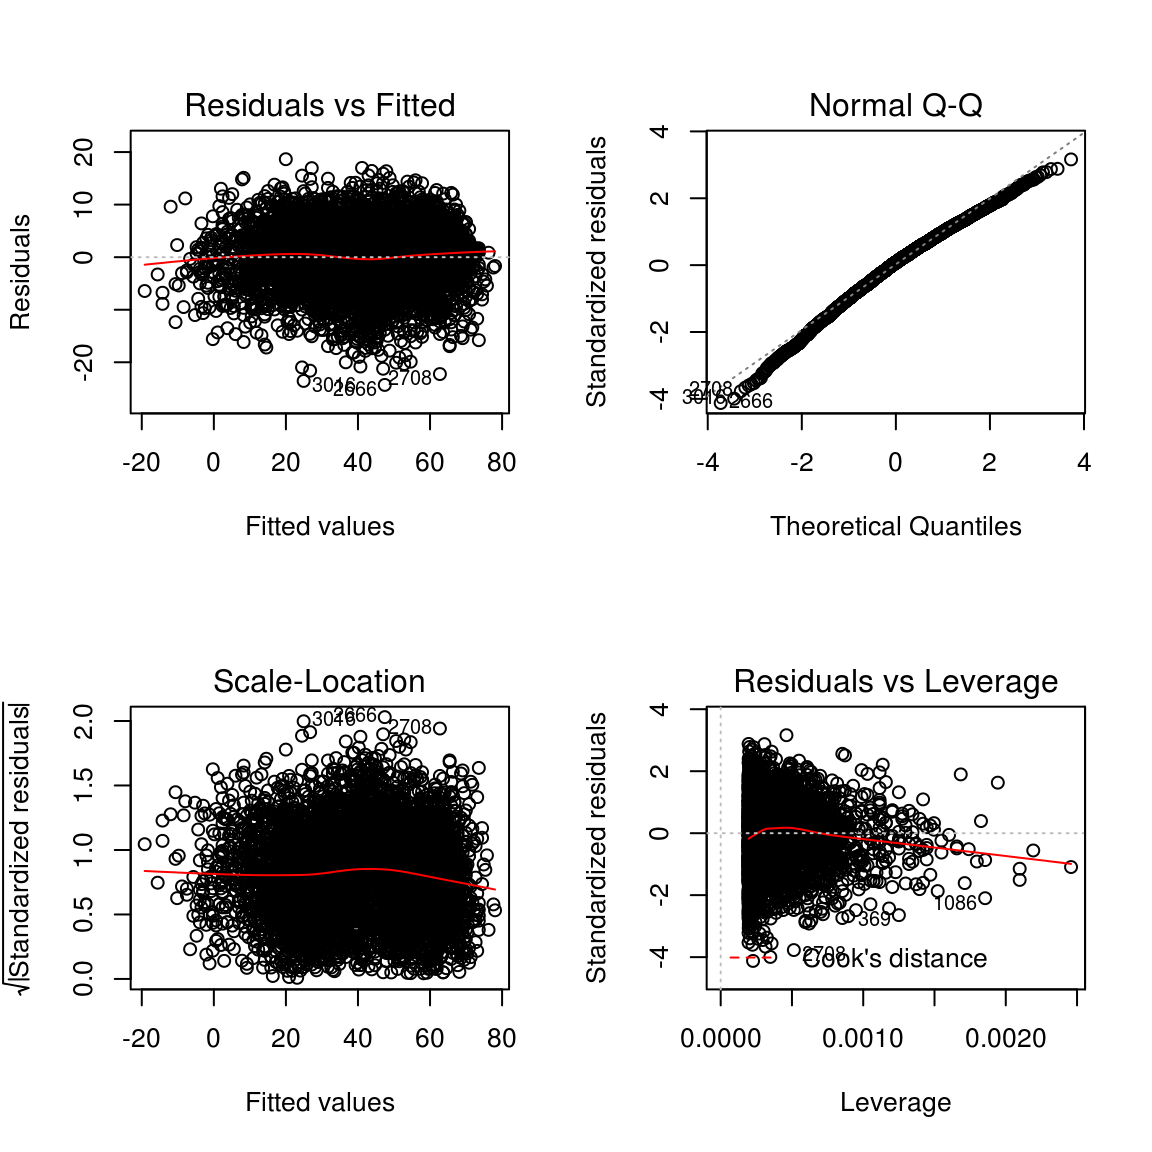 Residuals vs Fitted
Residuals
20
10
0
-20
3016
2666
2708
-20 0 20 40 60 80
Fitted values
Normal Q-Q
Standardized residuals
4
2
0
-2
-4
2708
3016
2666
-4 -2 0 2 4
Theoretical Quantiles
Scale-Location
√|Standardized residuals|
2.0
1.5
1.0
0.5
0.0
3016
2666
2708
-20 0 20 40 60 80
Fitted values
Residuals vs Leverage
Standardized residuals
4
2
0
-2
-4
1086
369
2708
Cook's distance
0.0000 0.0010 0.0020
Leverage